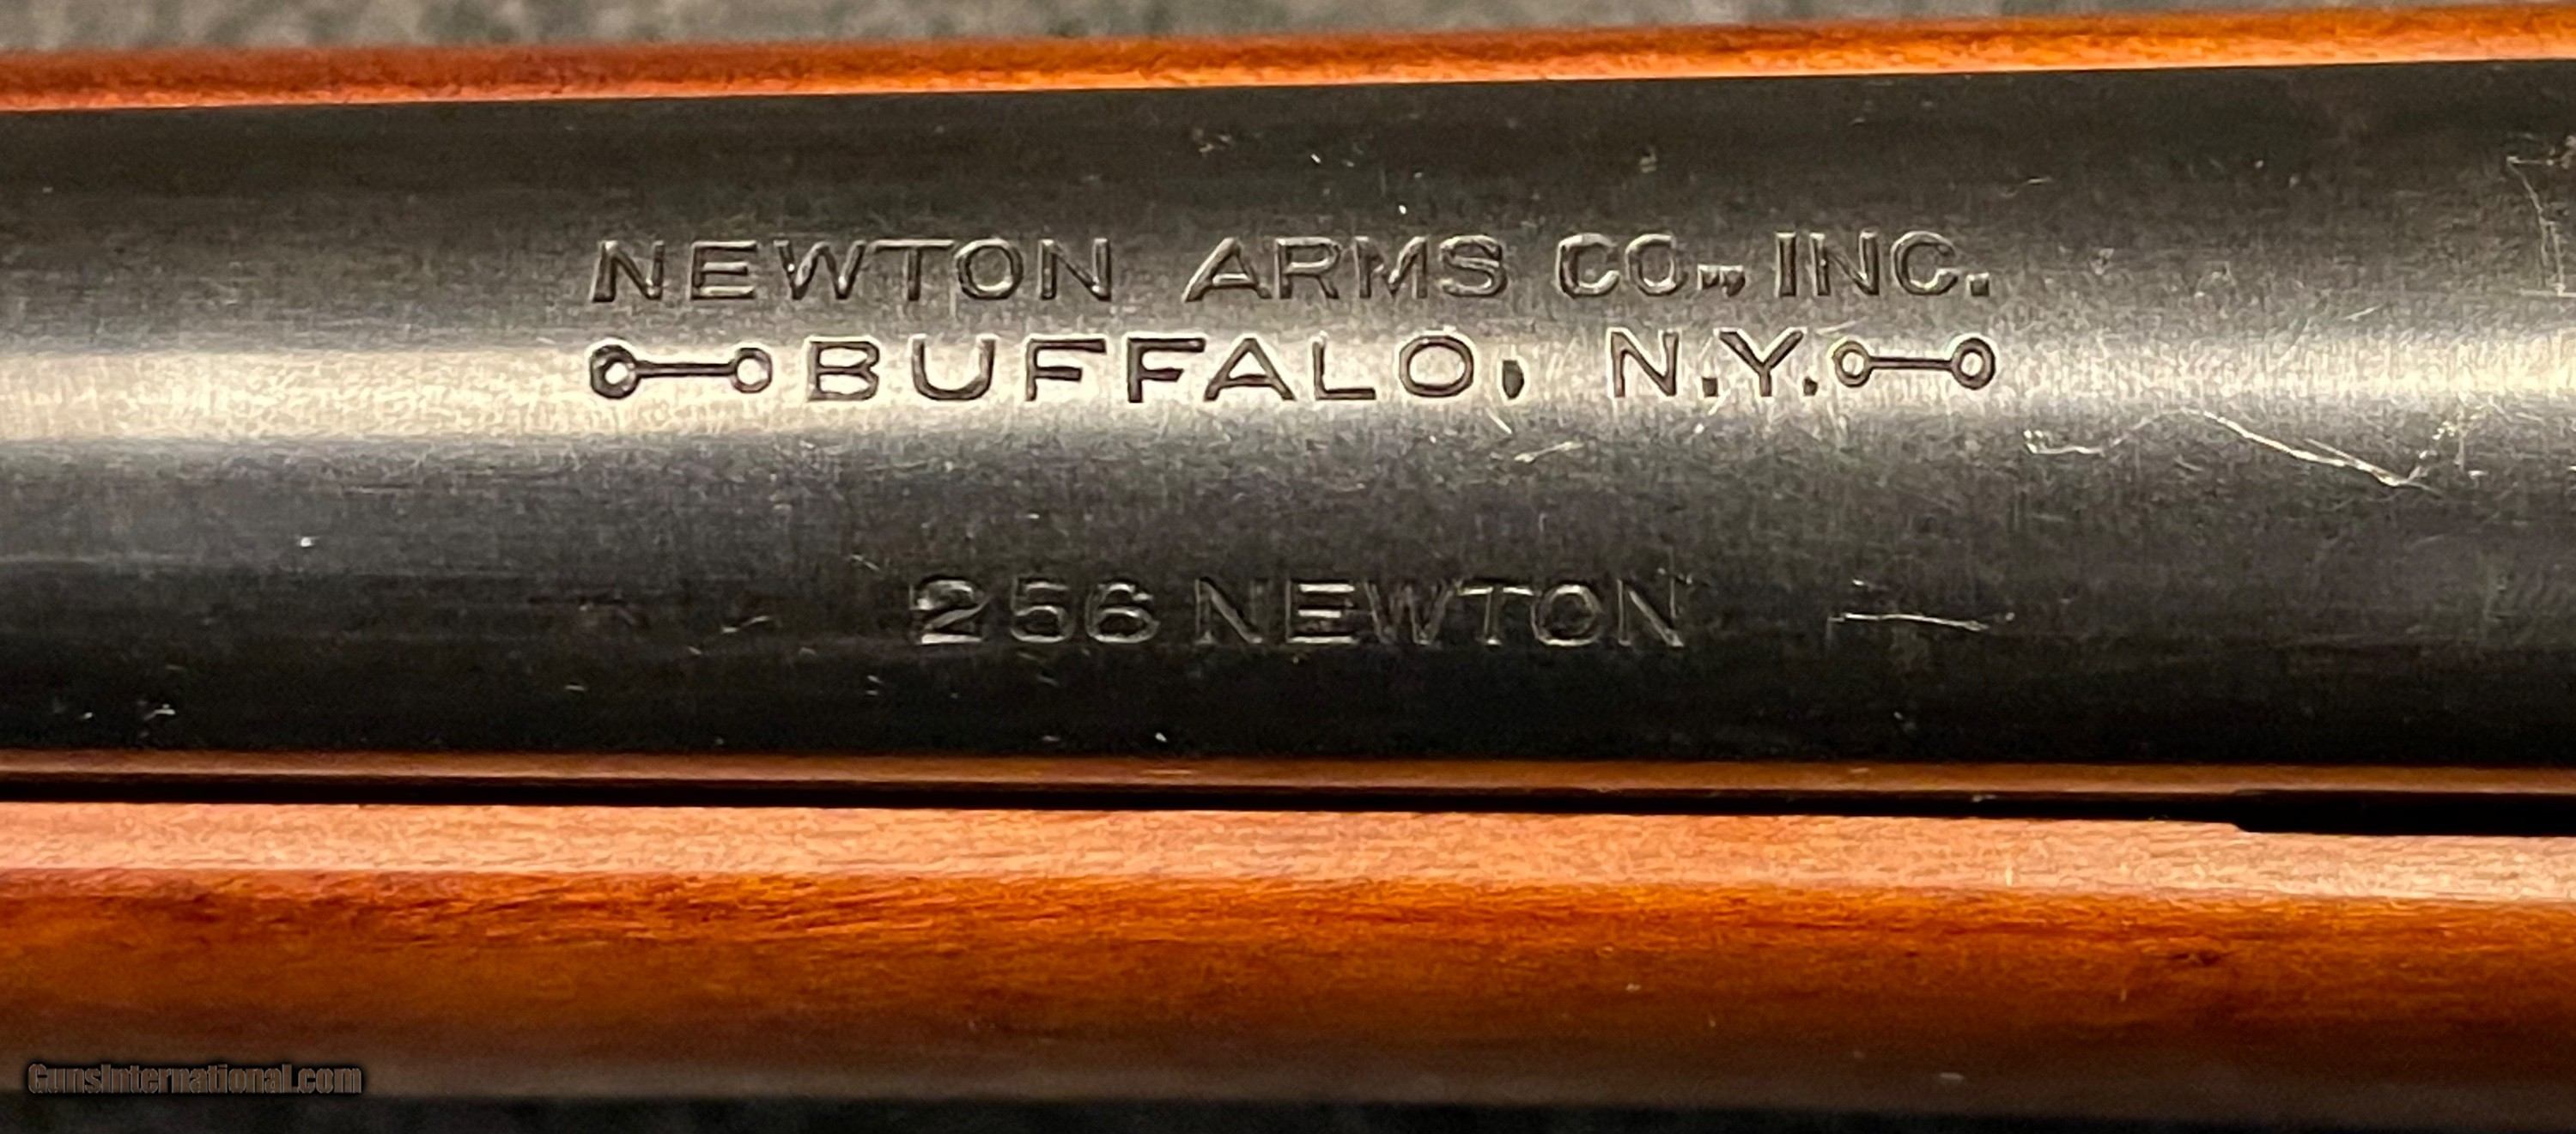 NEWTON ARMS CO., INC.
BUFFALO, N.Y.
256 NEWTON
GunsInternational.com